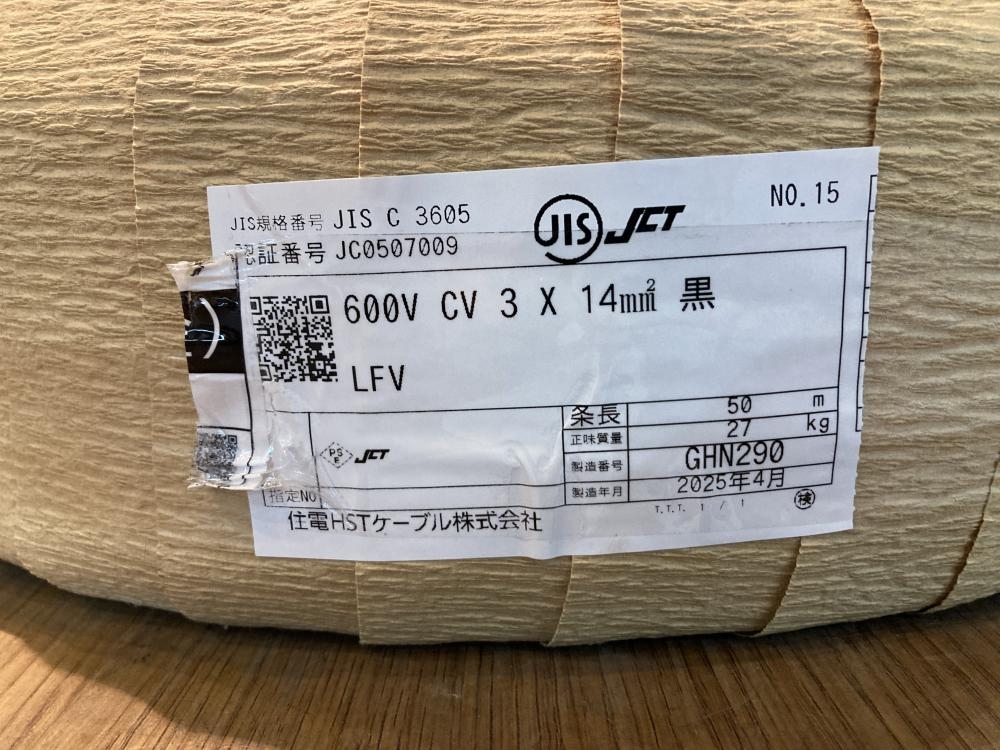 JIS規格番号 JIS C 3605
認証番号 JC0507009
JIS JCT
NO.15
600V CV 3 X 14㎟ 黒
LFV
条長 50 m
正味質量 27 kg
製造番号 GHN290
製造年月 2025年4月
PS E JCT
指定NO
住電HSTケーブル株式会社
T.T.T. 1 / 1
検
)